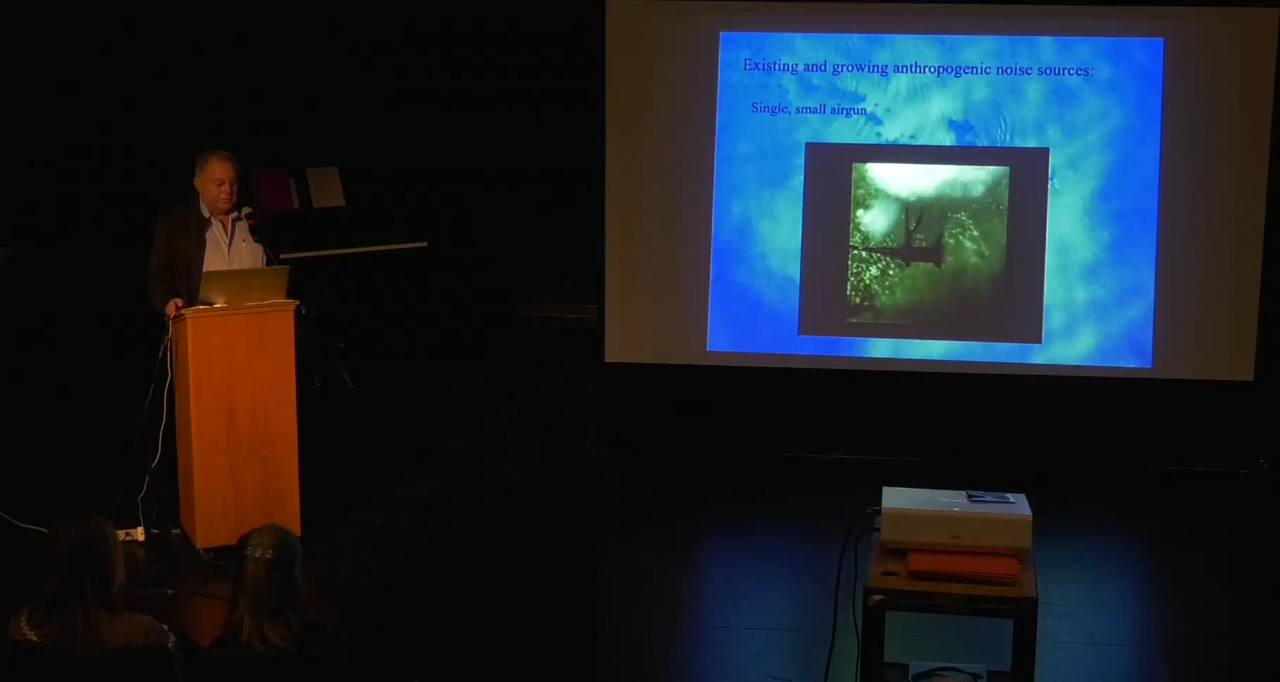 Existing and growing anthropogenic noise sources:
Single, small airgun